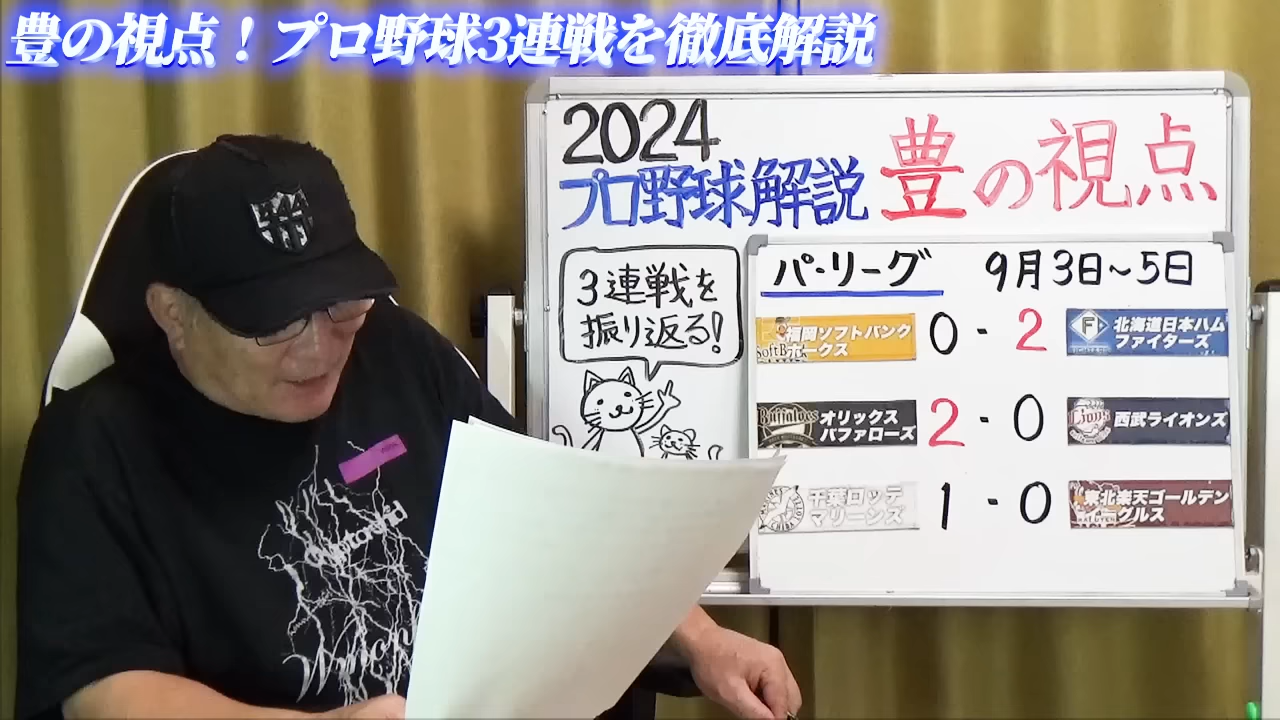 豊の視点！プロ野球3連戦を徹底解説
2024
プロ野球解説 豊の視点
3連戦を
振り返る！
パ・リーグ 9月3日～5日
福岡ソフトバンク
ホークス
0 - 2
F
北海道日本ハム
ファイターズ
Buffaloes
オリックス
バファローズ
2 - 0
Lions
西武ライオンズ
千葉ロッテ
マリーンズ
1 - 0
東北楽天ゴールデン
イーグルス